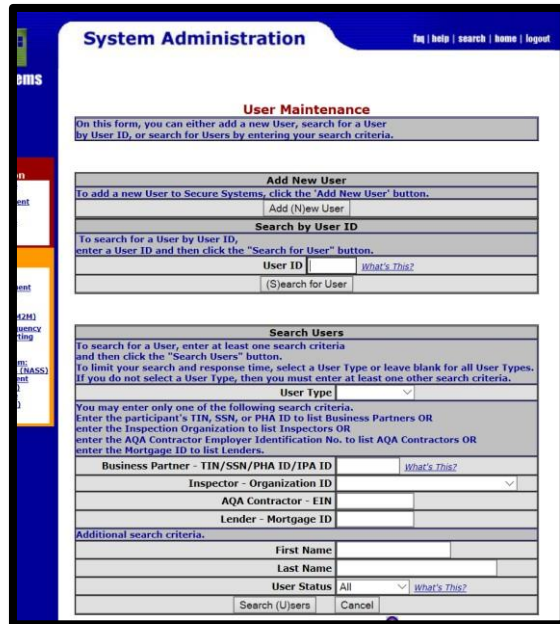 System Administration
faq | help | search | home | logout
ems
User Maintenance
On this form, you can either add a new User, search for a User
by User ID, or search for Users by entering your search criteria.
on
Add New User
To add a new User to Secure Systems, click the 'Add New User' button.
Add (N)ew User
Search by User ID
To search for a User by User ID,
enter a User ID and then click the "Search for User" button.
User ID What's This?
(S)earch for User
Search Users
To search for a User, enter at least one search criteria
and then click the "Search Users" button.
To limit your search and response time, select a User Type or leave blank for all User Types.
If you do not select a User Type, then you must enter at least one other search criteria.
User Type
You may enter only one of the following search criteria.
Enter the participant's TIN, SSN, or PHA ID to list Business Partners OR
enter the Inspection Organization to list Inspectors OR
enter the AQA Contractor Employer Identification No. to list AQA Contractors OR
enter the Mortgage ID to list Lenders.
Business Partner - TIN/SSN/PHA ID/IPA ID What's This?
Inspector - Organization ID
AQA Contractor - EIN
Lender - Mortgage ID
Additional search criteria.
First Name
Last Name
User Status All What's This?
Search (U)sers Cancel
ent
ent
M2M)
quency
rting
m:
(NASS)
ent
)